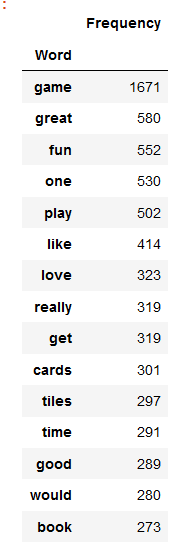 :
Frequency
Word
game 1671
great 580
fun 552
one 530
play 502
like 414
love 323
really 319
get 319
cards 301
tiles 297
time 291
good 289
would 280
book 273